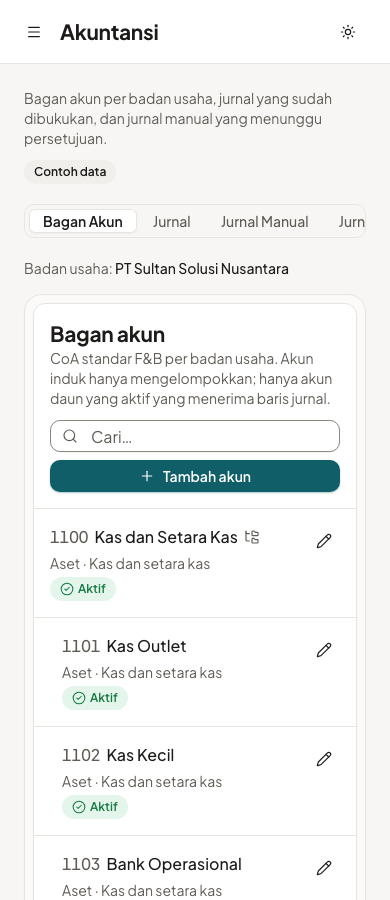 Akuntansi
Bagan akun per badan usaha, jurnal yang sudah
dibukukan, dan jurnal manual yang menunggu
persetujuan.
Contoh data
Bagan Akun Jurnal Jurnal Manual Jurn
Badan usaha: PT Sultan Solusi Nusantara
Bagan akun
CoA standar F&B per badan usaha. Akun
induk hanya mengelompokkan; hanya akun
daun yang aktif yang menerima baris jurnal.
Cari...
Tambah akun
1100 Kas dan Setara Kas
Aset · Kas dan setara kas
Aktif
1101 Kas Outlet
Aset · Kas dan setara kas
Aktif
1102 Kas Kecil
Aset · Kas dan setara kas
Aktif
1103 Bank Operasional
Aset · Kas dan setara kas